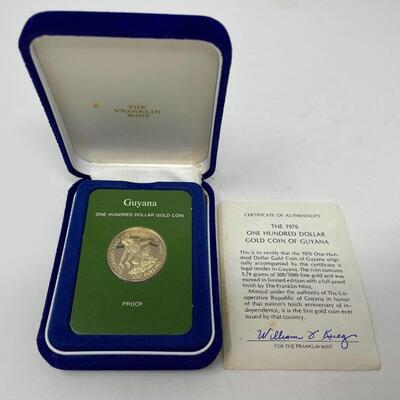 THE
FRANKLIN
MINT
Guyana
ONE HUNDRED DOLLAR GOLD COIN
PROOF
CERTIFICATE OF AUTHENTICITY
THE 1976
ONE HUNDRED DOLLAR
GOLD COIN OF GUYANA
This is to certify that the 1976 One Hun-
dred Dollar Gold Coin of Guyana origi-
nally accompanied by this certificate is
legal tender in Guyana. The coin contains
5.74 grams of 500/1000 fine gold and was
minted in limited edition with a full proof
finish by The Franklin Mint.
Minted under the authority of The Co-
operative Republic of Guyana in honor of
that nation's tenth anniversary of in-
dependence, it is the first gold coin ever
issued by that country.
FOR THE FRANKLIN MINT